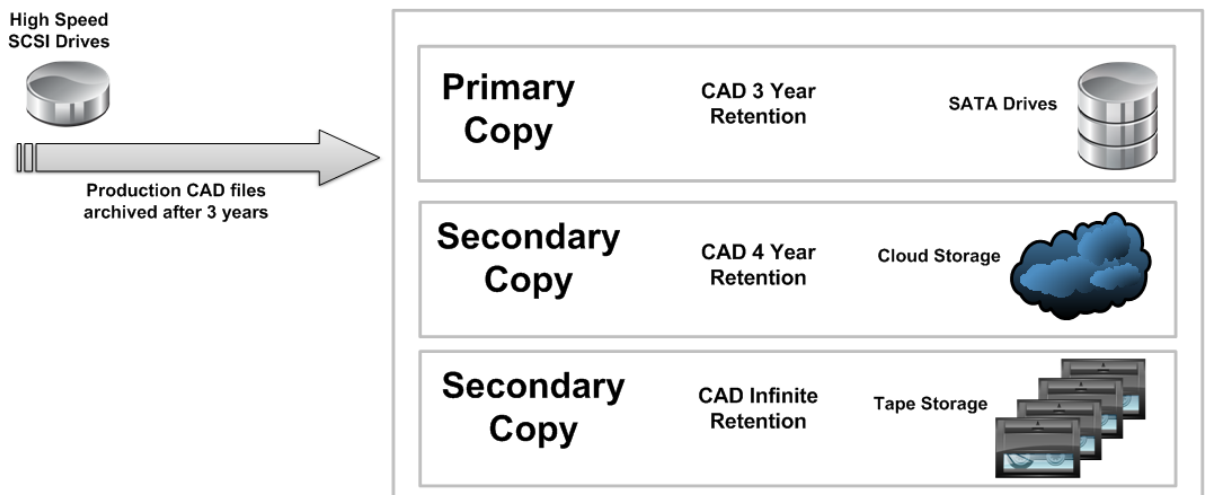 High Speed
SCSI Drives
Production CAD files
archived after 3 years
Primary
Copy
CAD 3 Year
Retention
SATA Drives
Secondary
Copy
CAD 4 Year
Retention
Cloud Storage
Secondary
Copy
CAD Infinite
Retention
Tape Storage